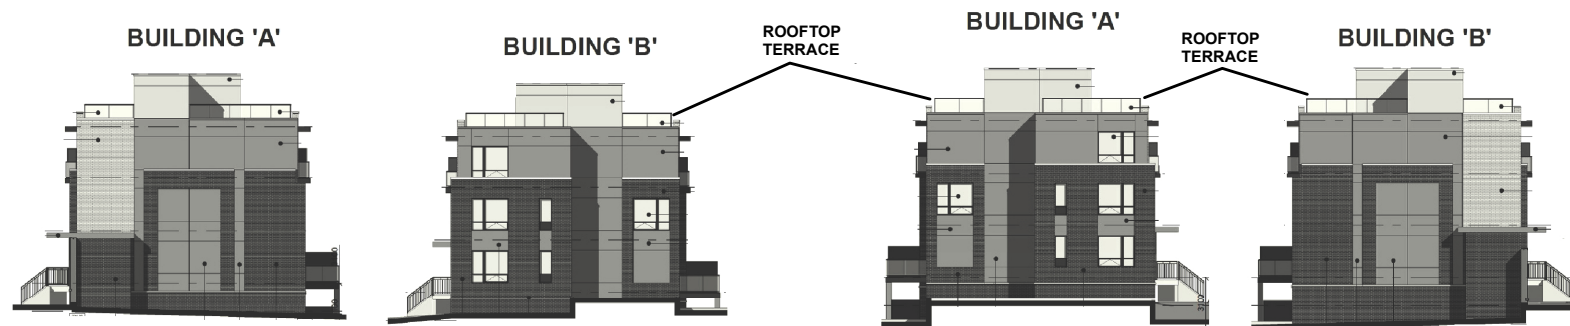 BUILDING 'A'
BUILDING 'B'
ROOFTOP
TERRACE
BUILDING 'A'
ROOFTOP
TERRACE
BUILDING 'B'